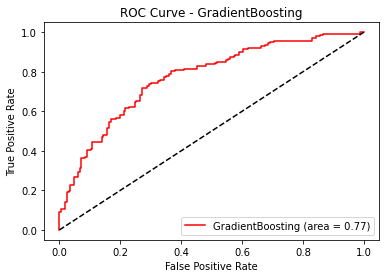 ROC Curve - GradientBoosting
1.0
0.8
0.6
0.4
0.2
0.0
True Positive Rate
GradientBoosting (area = 0.77)
0.0 0.2 0.4 0.6 0.8 1.0
False Positive Rate